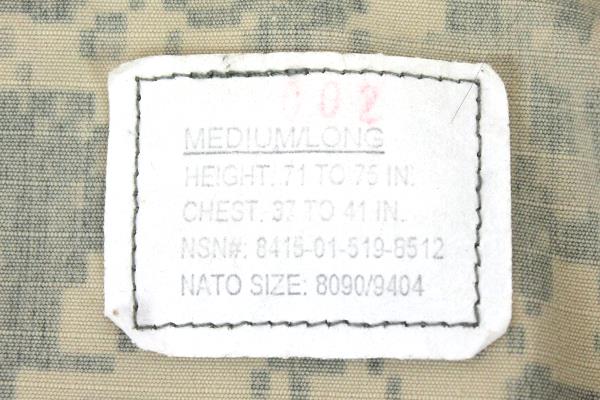 002
MEDIUM/LONG
HEIGHT: 71 TO 75 IN.
CHEST: 37 TO 41 IN.
NSN#: 8415-01-519-8512
NATO SIZE: 8090/9404